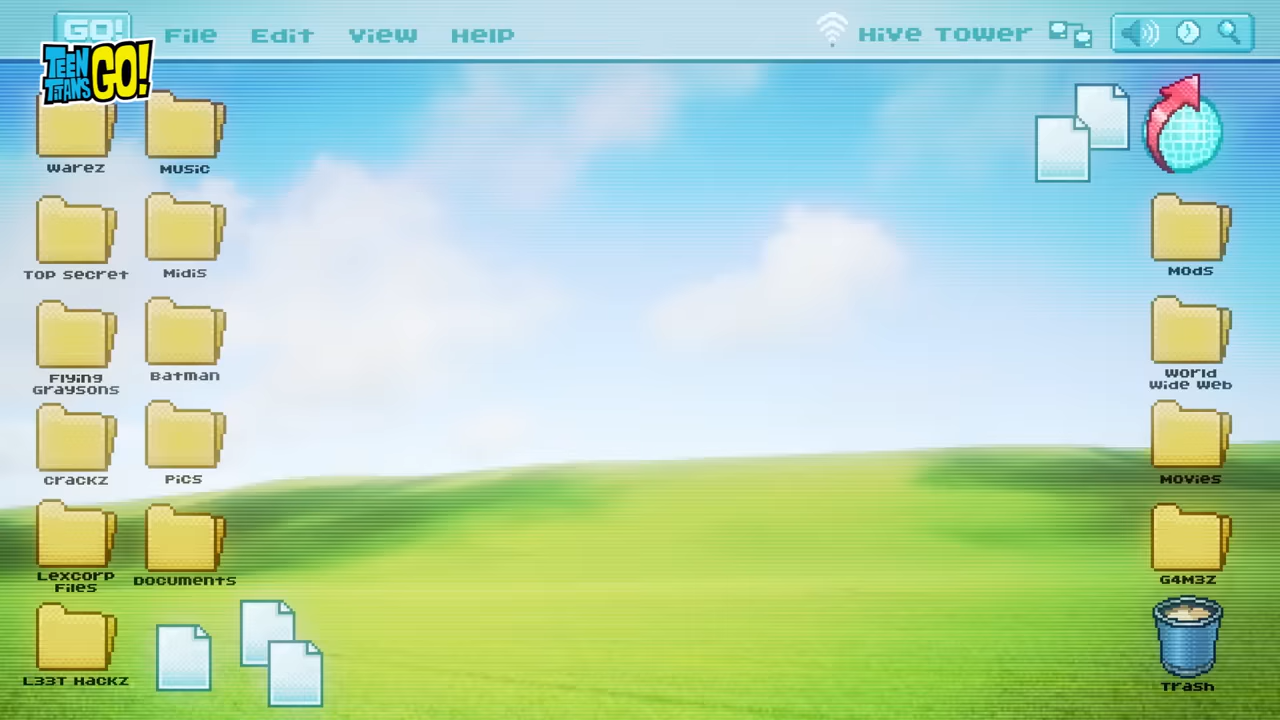 GO! File Edit View Help HIVE TOWER
TEEN TITANS GO!
Warez Music
Top Secret Midis
Flying Graysons Batman
Crackz Pics
Lexcorp Files Documents
L33T Hackz
Mods
World Wide Web
Movies
G4M3Z
Trash